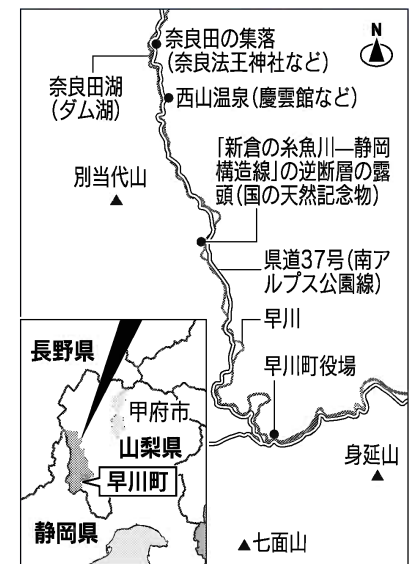 N
奈良田の集落
(奈良法王神社など)
奈良田湖
(ダム湖)
西山温泉(慶雲館など)
「新倉の糸魚川―静岡
構造線」の逆断層の露
頭(国の天然記念物)
別当代山
県道37号(南ア
ルプス公園線)
早川
早川町役場
身延山
七面山
長野県
甲府市
山梨県
早川町
静岡県